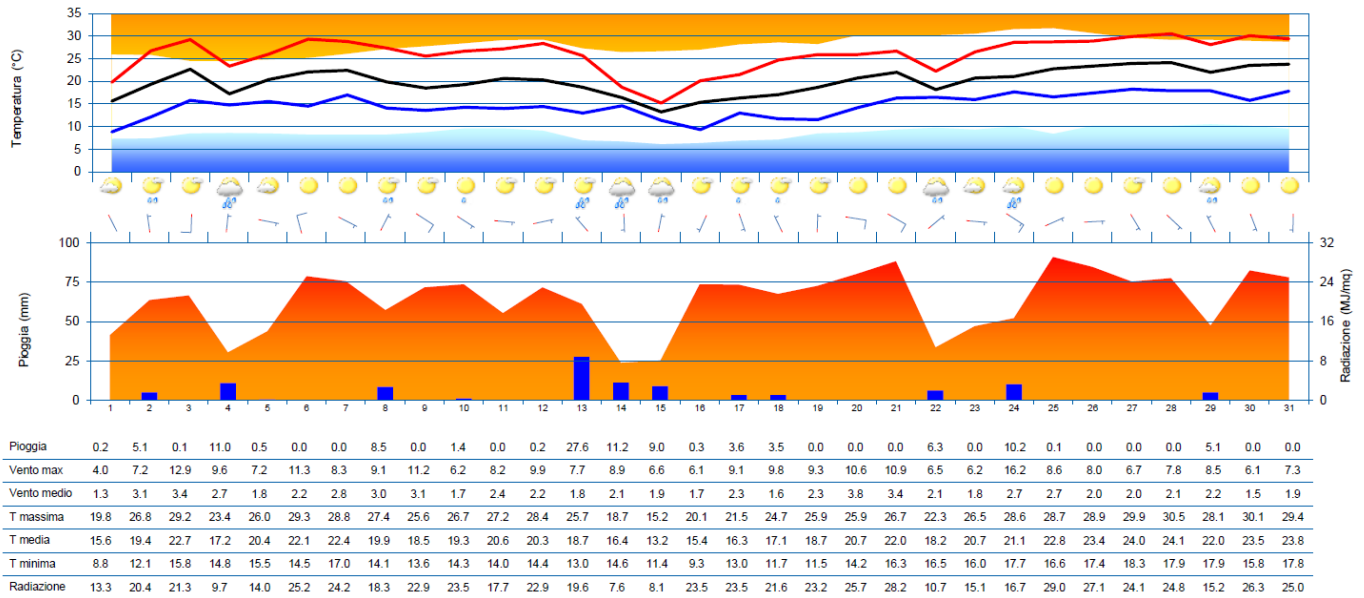 35
30
25
20
15
10
5
0
Temperatura (°C)
100
75
50
25
0
Pioggia (mm)
32
24
16
8
0
Radiazione (MJ/mq)
1 2 3 4 5 6 7 8 9 10 11 12 13 14 15 16 17 18 19 20 21 22 23 24 25 26 27 28 29 30 31
Pioggia 0.2 5.1 0.1 11.0 0.5 0.0 0.0 8.5 0.0 1.4 0.0 0.2 27.6 11.2 9.0 0.3 3.6 3.5 0.0 0.0 0.0 6.3 0.0 10.2 0.1 0.0 0.0 0.0 5.1 0.0 0.0
Vento max 4.0 7.2 12.9 9.6 7.2 11.3 8.3 9.1 11.2 6.2 8.2 9.9 7.7 8.9 6.6 6.1 9.1 9.8 9.3 10.6 10.9 6.5 6.2 16.2 8.6 8.0 6.7 7.8 8.5 6.1 7.3
Vento medio 1.3 3.1 3.4 2.7 1.8 2.2 2.8 3.0 3.1 1.7 2.4 2.2 1.8 2.1 1.9 1.7 2.3 1.6 2.3 3.8 3.4 2.1 1.8 2.7 2.7 2.0 2.0 2.1 2.2 1.5 1.9
T massima 19.8 26.8 29.2 23.4 26.0 29.3 28.8 27.4 25.6 26.7 27.2 28.4 25.7 18.7 15.2 20.1 21.5 24.7 25.9 25.9 26.7 22.3 26.5 28.6 28.7 28.9 29.9 30.5 28.1 30.1 29.4
T media 15.6 19.4 22.7 17.2 20.4 22.1 22.4 19.9 18.5 19.3 20.6 20.3 18.7 16.4 13.2 15.4 16.3 17.1 18.7 20.7 22.0 18.2 20.7 21.1 22.8 23.4 24.0 24.1 22.0 23.5 23.8
T minima 8.8 12.1 15.8 14.8 15.5 14.5 17.0 14.1 13.6 14.3 14.0 14.4 13.0 14.6 11.4 9.3 13.0 11.7 11.5 14.2 16.3 16.5 16.0 17.7 16.6 17.4 18.3 17.9 17.9 15.8 17.8
Radiazione 13.3 20.4 21.3 9.7 14.0 25.2 24.2 18.3 22.9 23.5 17.7 22.9 19.6 7.6 8.1 23.5 23.5 21.6 23.2 25.7 28.2 10.7 15.1 16.7 29.0 27.1 24.1 24.8 15.2 26.3 25.0